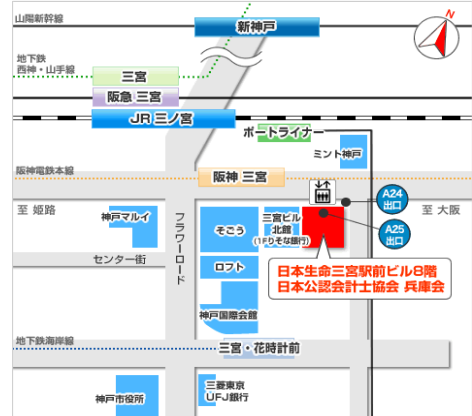 山陽新幹線
新神戸
N
地下鉄
西神・山手線
三宮
阪急 三宮
JR 三ノ宮
ポートライナー
ミント神戸
阪神電鉄本線
阪神 三宮
A24
出口
至 姫路
神戸マルイ
フラワーロード
そごう
三宮ビル
北館
(1Fりそな銀行)
A25
出口
至 大阪
センター街
ロフト
日本生命三宮駅前ビル8階
日本公認会計士協会 兵庫会
神戸国際会館
地下鉄海岸線
三宮・花時計前
神戸市役所
三菱東京
UFJ銀行